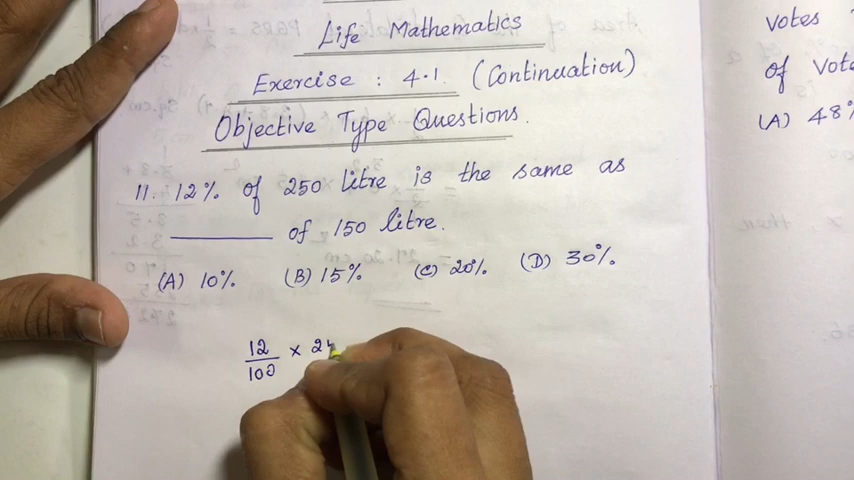 Life Mathematics
Exercise : 4.1. (Continuation)
Objective Type Questions.
11. 12% of 250 litre is the same as
________ of 150 litre.
(A) 10% (B) 15% (C) 20% (D) 30%
12/100 × 2
votes
of vot
(A) 48%